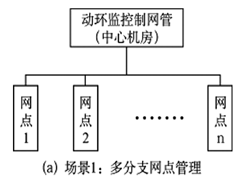 动环监控制网管
(中心机房)
网点1
网点2
.......
网点n
(a) 场景1：多分支网点管理